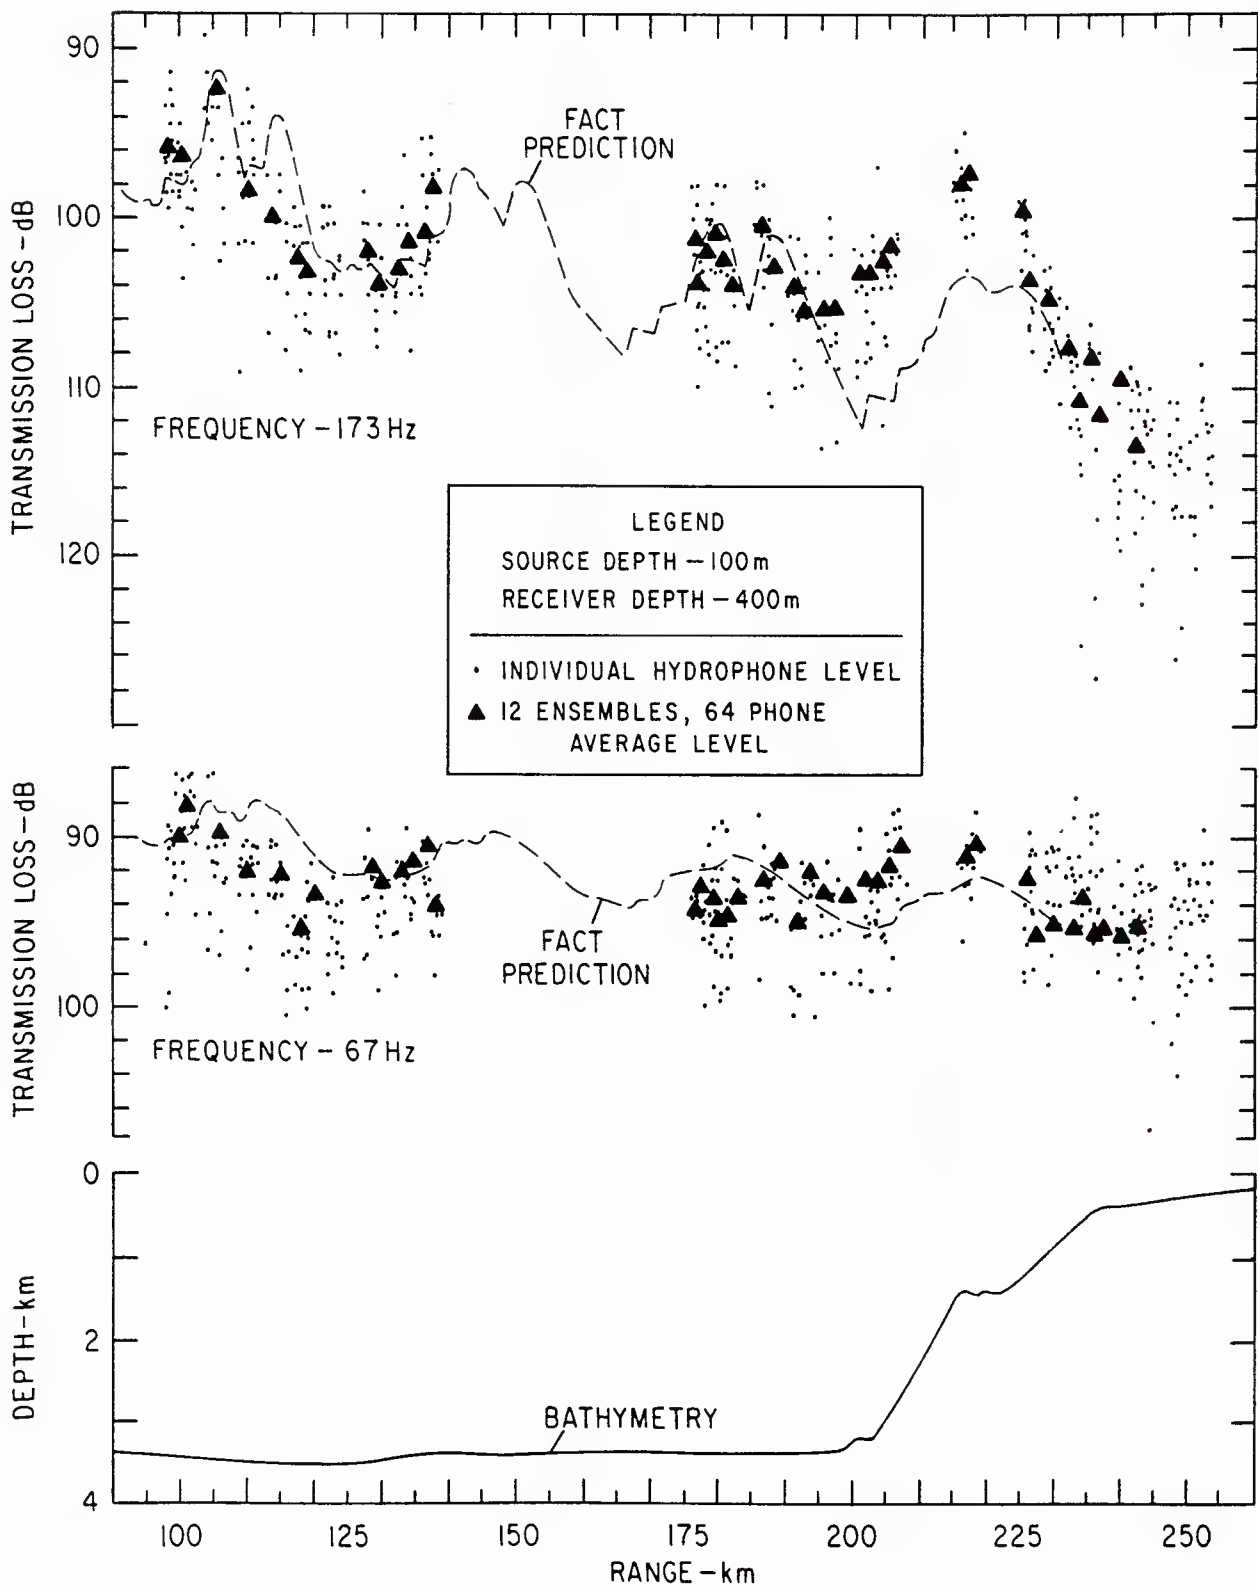 90
100
110
120
TRANSMISSION LOSS – dB
FACT
PREDICTION
FREQUENCY – 173 Hz
LEGEND
SOURCE DEPTH – 100m
RECEIVER DEPTH – 400m
• INDIVIDUAL HYDROPHONE LEVEL
▲ 12 ENSEMBLES, 64 PHONE
AVERAGE LEVEL
90
100
TRANSMISSION LOSS – dB
FACT
PREDICTION
FREQUENCY – 67 Hz
0
2
4
DEPTH – km
BATHYMETRY
100 125 150 175 200 225 250
RANGE – km